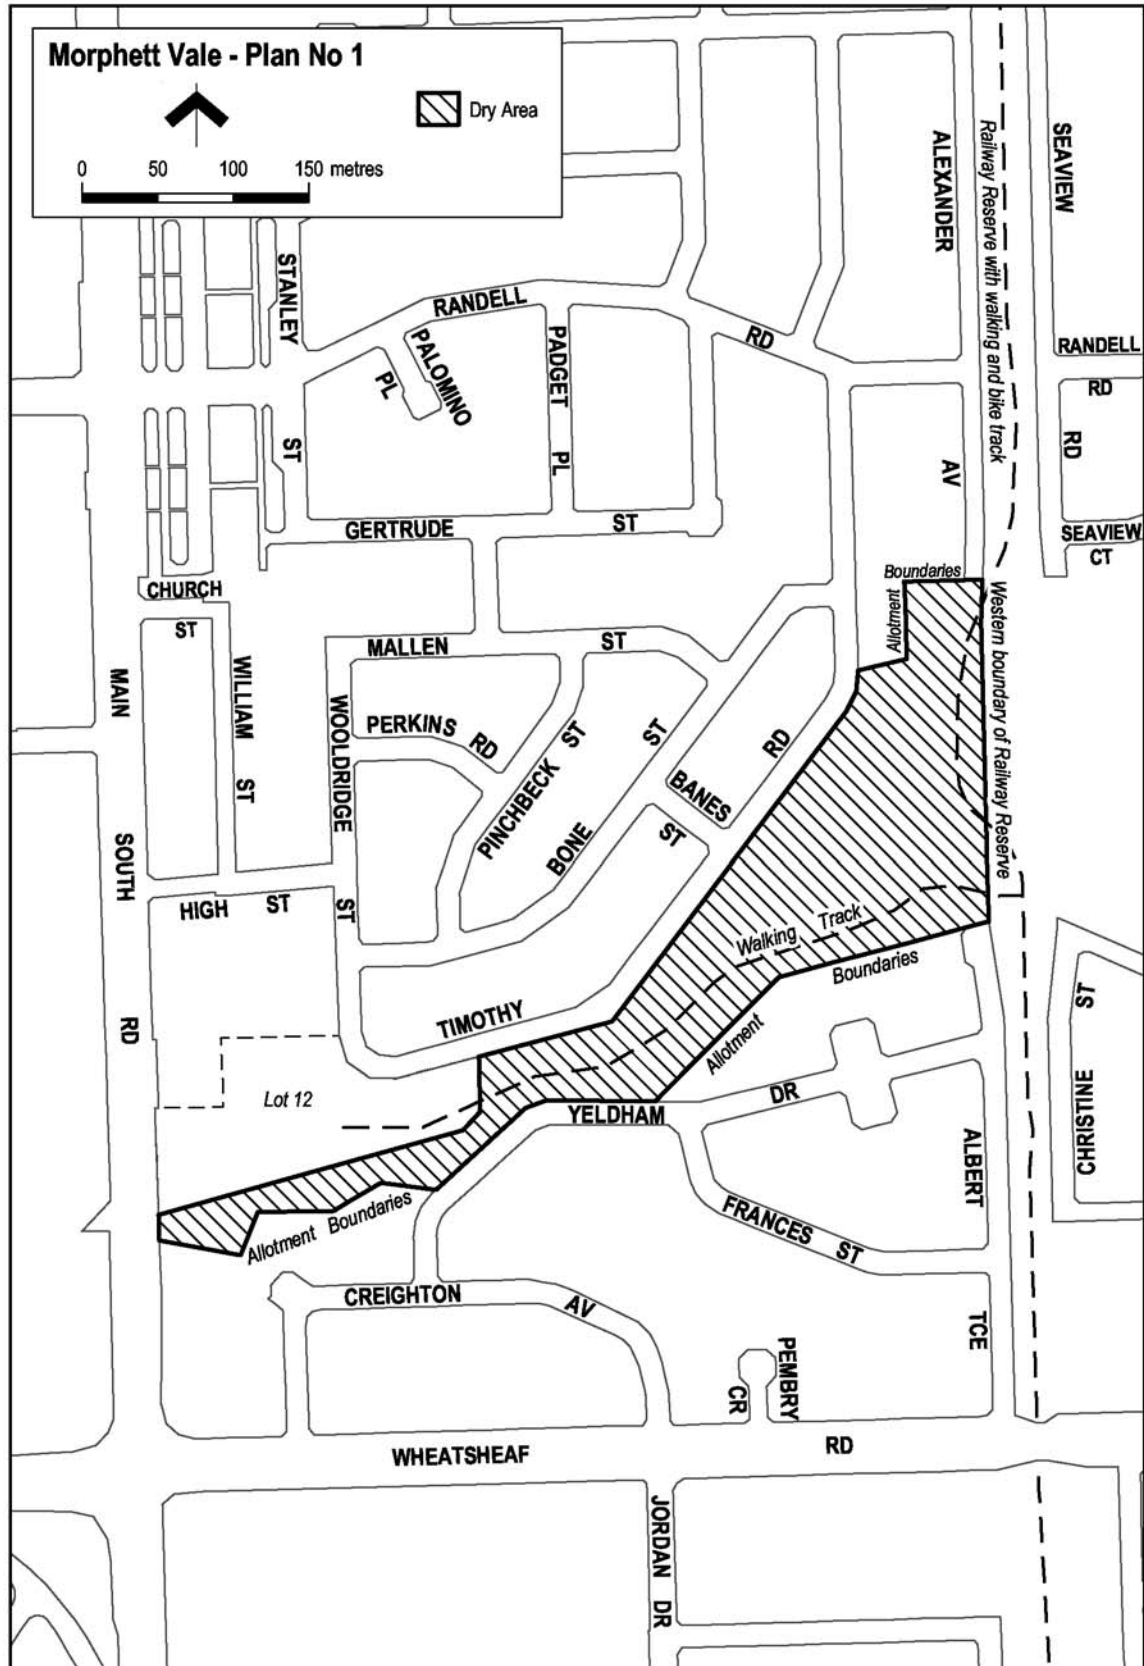 Morphett Vale - Plan No 1
Dry Area
0 50 100 150 metres
ALEXANDER
AV
Railway Reserve with walking and bike track
SEAVIEW
RD
STANLEY
ST
RANDELL
RD
PALOMINO
PL
PADGET
PL
RANDELL
RD
GERTRUDE ST
SEAVIEW
CT
CHURCH
ST
Boundaries
Allotment
Western boundary of Railway Reserve
MALLEN ST
MAIN
SOUTH
RD
WILLIAM
ST
WOOLDRIDGE
ST
PERKINS
RD
PINCHBECK
ST
BONE
ST
BANES
ST
RD
HIGH ST
Walking Track
Boundaries
Allotment
TIMOTHY
Lot 12
YELDHAM
DR
CHRISTINE
ST
ALBERT
TCE
Allotment Boundaries
FRANCES ST
CREIGHTON
AV
PEMBRY
CR
WHEATSHEAF RD
JORDAN
DR